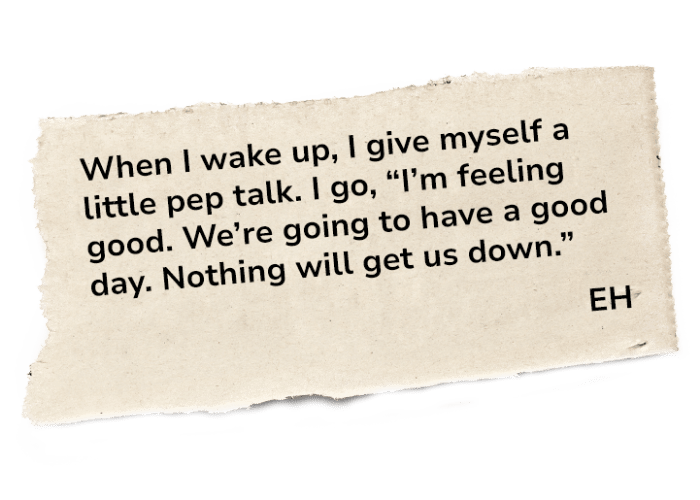 When I wake up, I give myself a
little pep talk. I go, “I’m feeling
good. We’re going to have a good
day. Nothing will get us down.”
EH